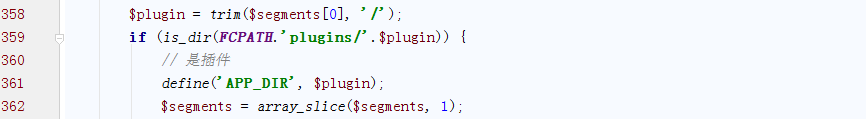 358 $plugin = trim($segments[0], '/');
359 if (is_dir(FCPATH.'plugins/'.$plugin)) {
360 // 是插件
361 define('APP_DIR', $plugin);
362 $segments = array_slice($segments, 1);